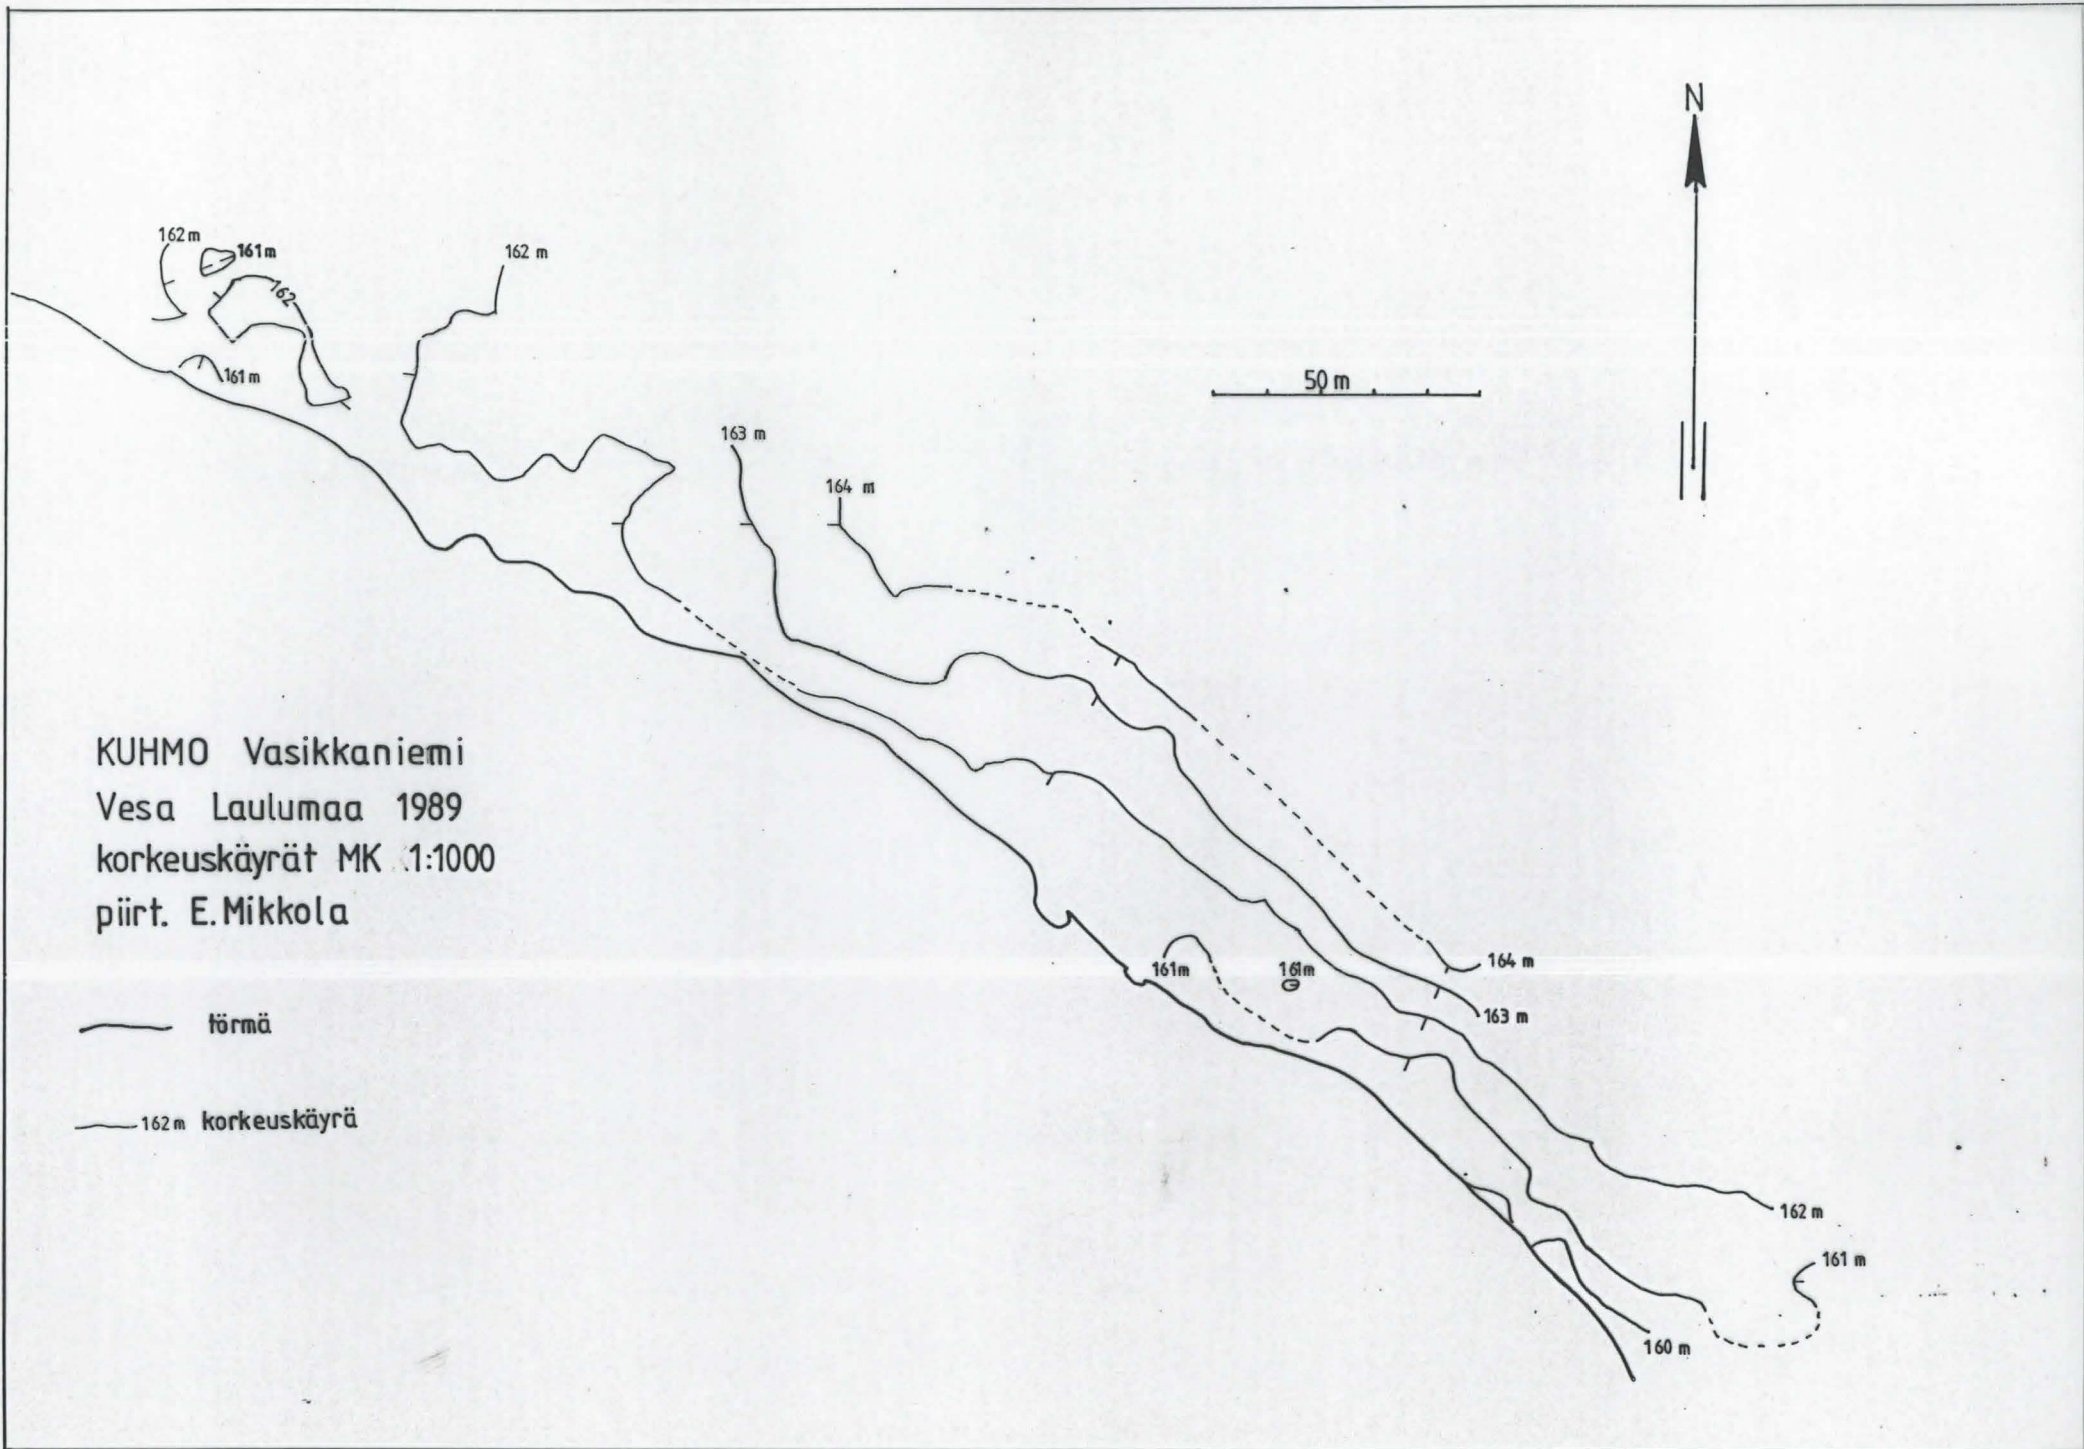 N
162 m
161 m
162 m
162
161 m
50 m
163 m
164 m
KUHMO Vasikkaniemi
Vesa Laulumaa 1989
korkeuskäyrät MK 1:1000
piirt. E. Mikkola
161m
161m
164 m
163 m
törmä
162 m korkeuskäyrä
162 m
161 m
160 m